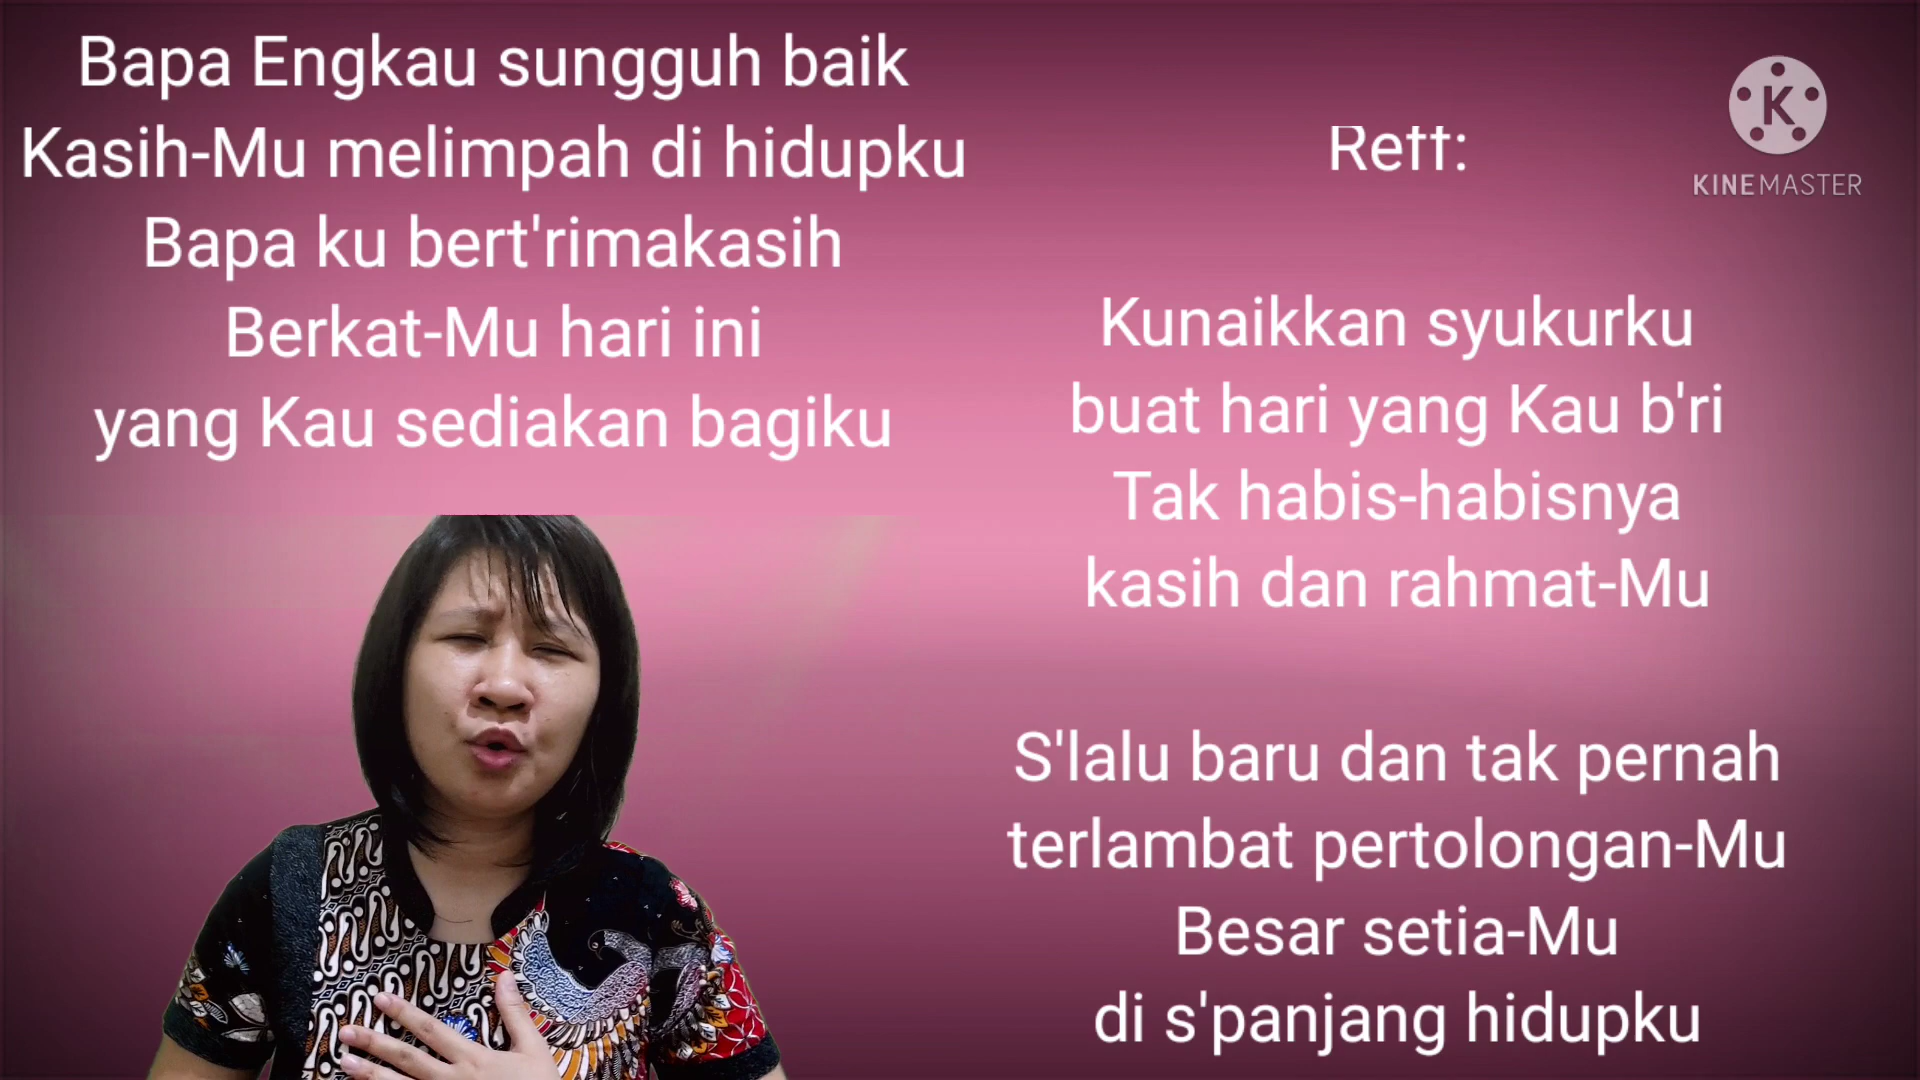 Bapa Engkau sungguh baik
Kasih-Mu melimpah di hidupku
Bapa ku bert'rimakasih
Berkat-Mu hari ini
yang Kau sediakan bagiku
Reff:
Kunaikkan syukurku
buat hari yang Kau b'ri
Tak habis-habisnya
kasih dan rahmat-Mu
S'lalu baru dan tak pernah
terlambat pertolongan-Mu
Besar setia-Mu
di s'panjang hidupku
K
KINEMASTER